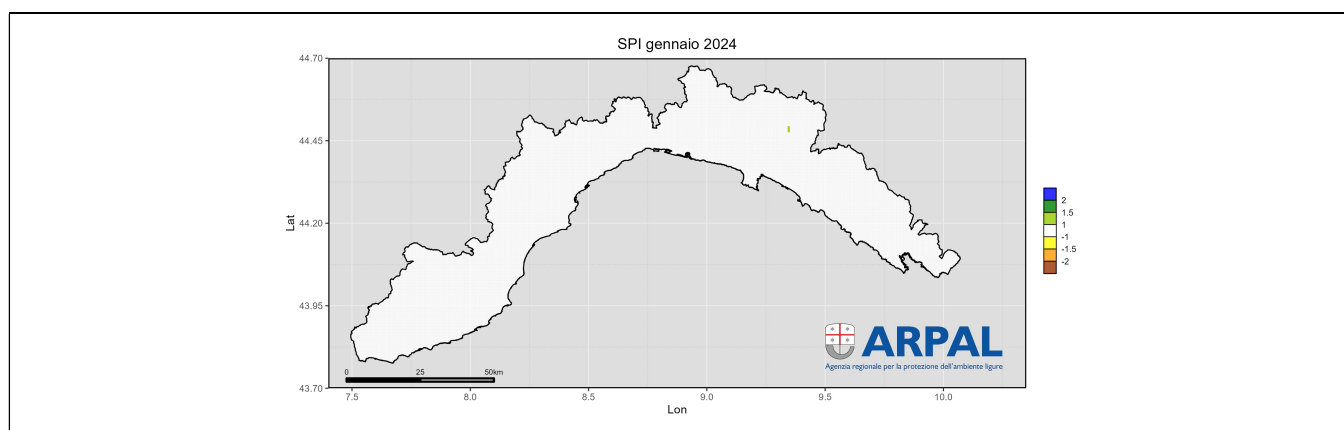 SPI gennaio 2024
44.70
44.45
44.20
43.95
43.70
Lat
2
1.5
1
-1
-1.5
-2
ARPAL
Agenzia regionale per la protezione dell'ambiente ligure
0 25 50km
7.5 8.0 8.5 9.0 9.5 10.0
Lon